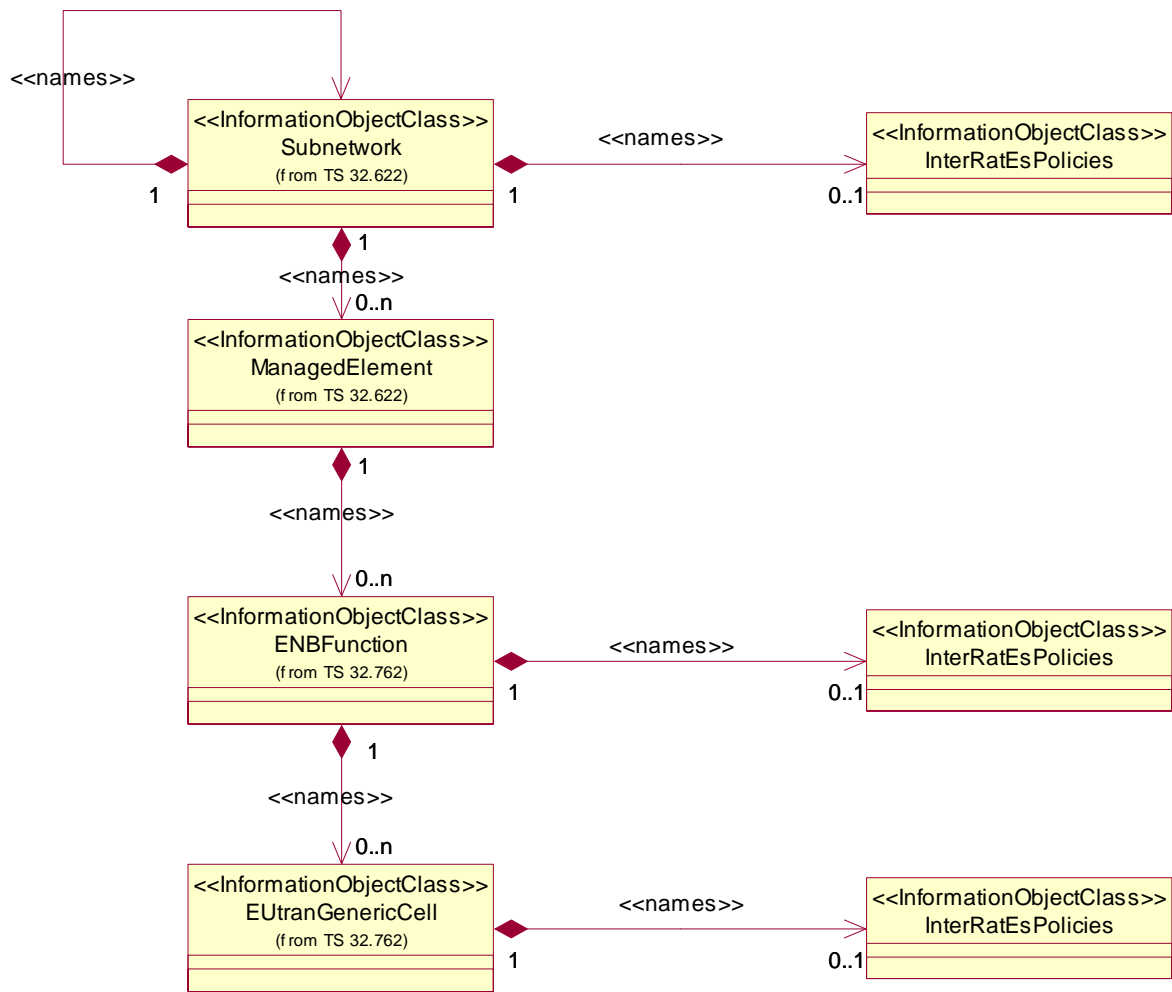 <<names>>
<<InformationObjectClass>>
Subnetwork
(from TS 32.622)
1
1
<<names>>
0..1
<<InformationObjectClass>>
InterRatEsPolicies
1
<<names>>
0..n
<<InformationObjectClass>>
ManagedElement
(from TS 32.622)
1
<<names>>
0..n
<<InformationObjectClass>>
ENBFunction
(from TS 32.762)
1
<<names>>
0..1
<<InformationObjectClass>>
InterRatEsPolicies
1
<<names>>
0..n
<<InformationObjectClass>>
EUtranGenericCell
(from TS 32.762)
1
<<names>>
0..1
<<InformationObjectClass>>
InterRatEsPolicies